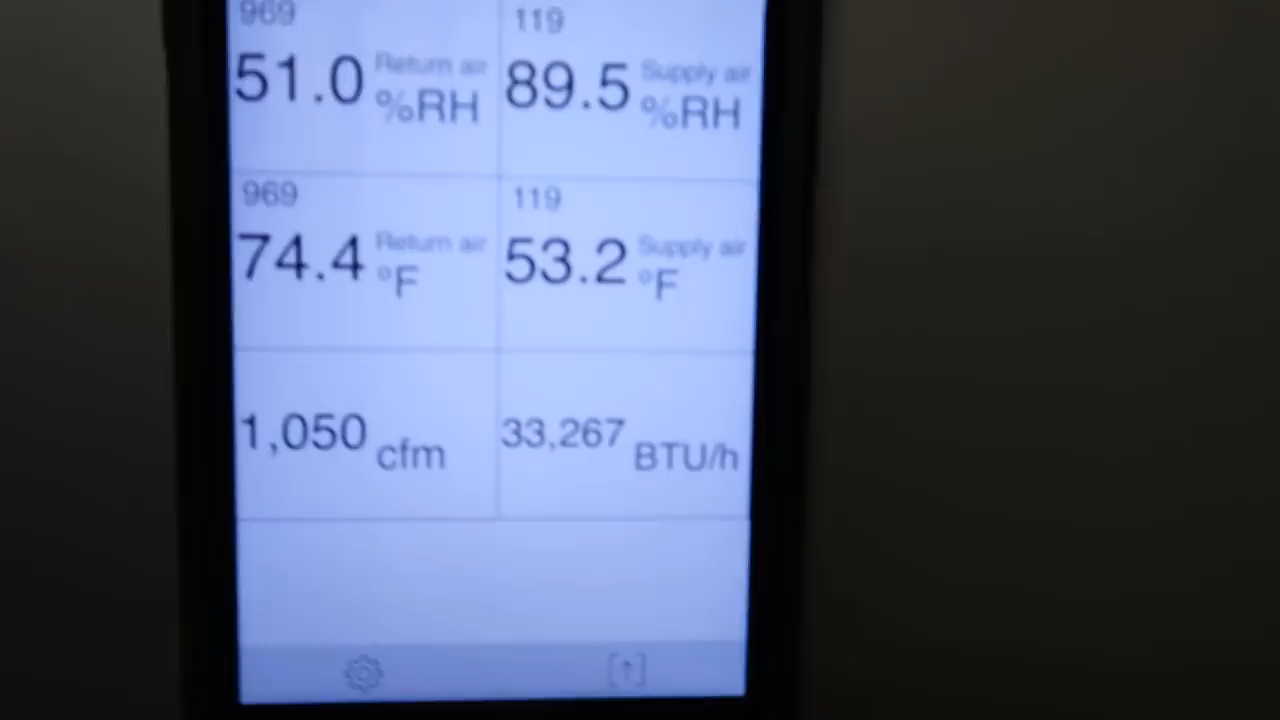 969
51.0 Return air %RH
119
89.5 Supply air %RH
969
74.4 Return air °F
119
53.2 Supply air °F
1,050 cfm
33,267 BTU/h